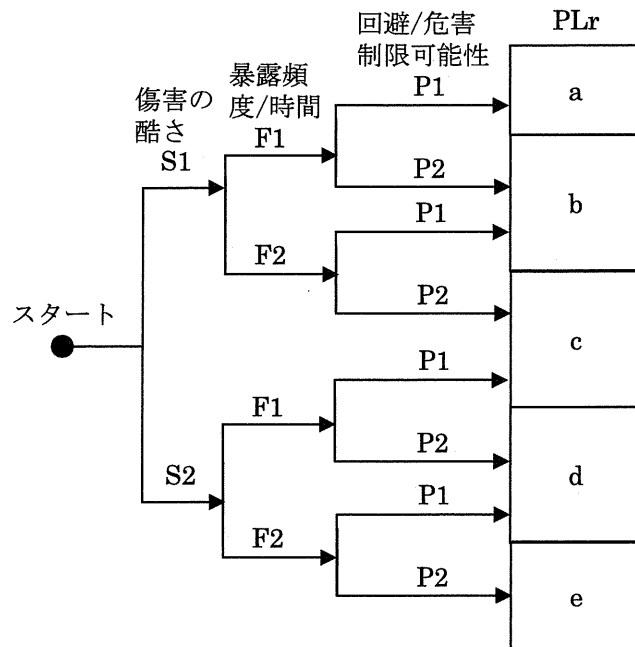 回避/危害
制限可能性
PLr
暴露頻
度/時間
傷害の
酷さ
P1
a
F1
S1
P2
b
P1
F2
P2
c
スタート
P1
F1
P2
d
S2
P1
F2
P2
e